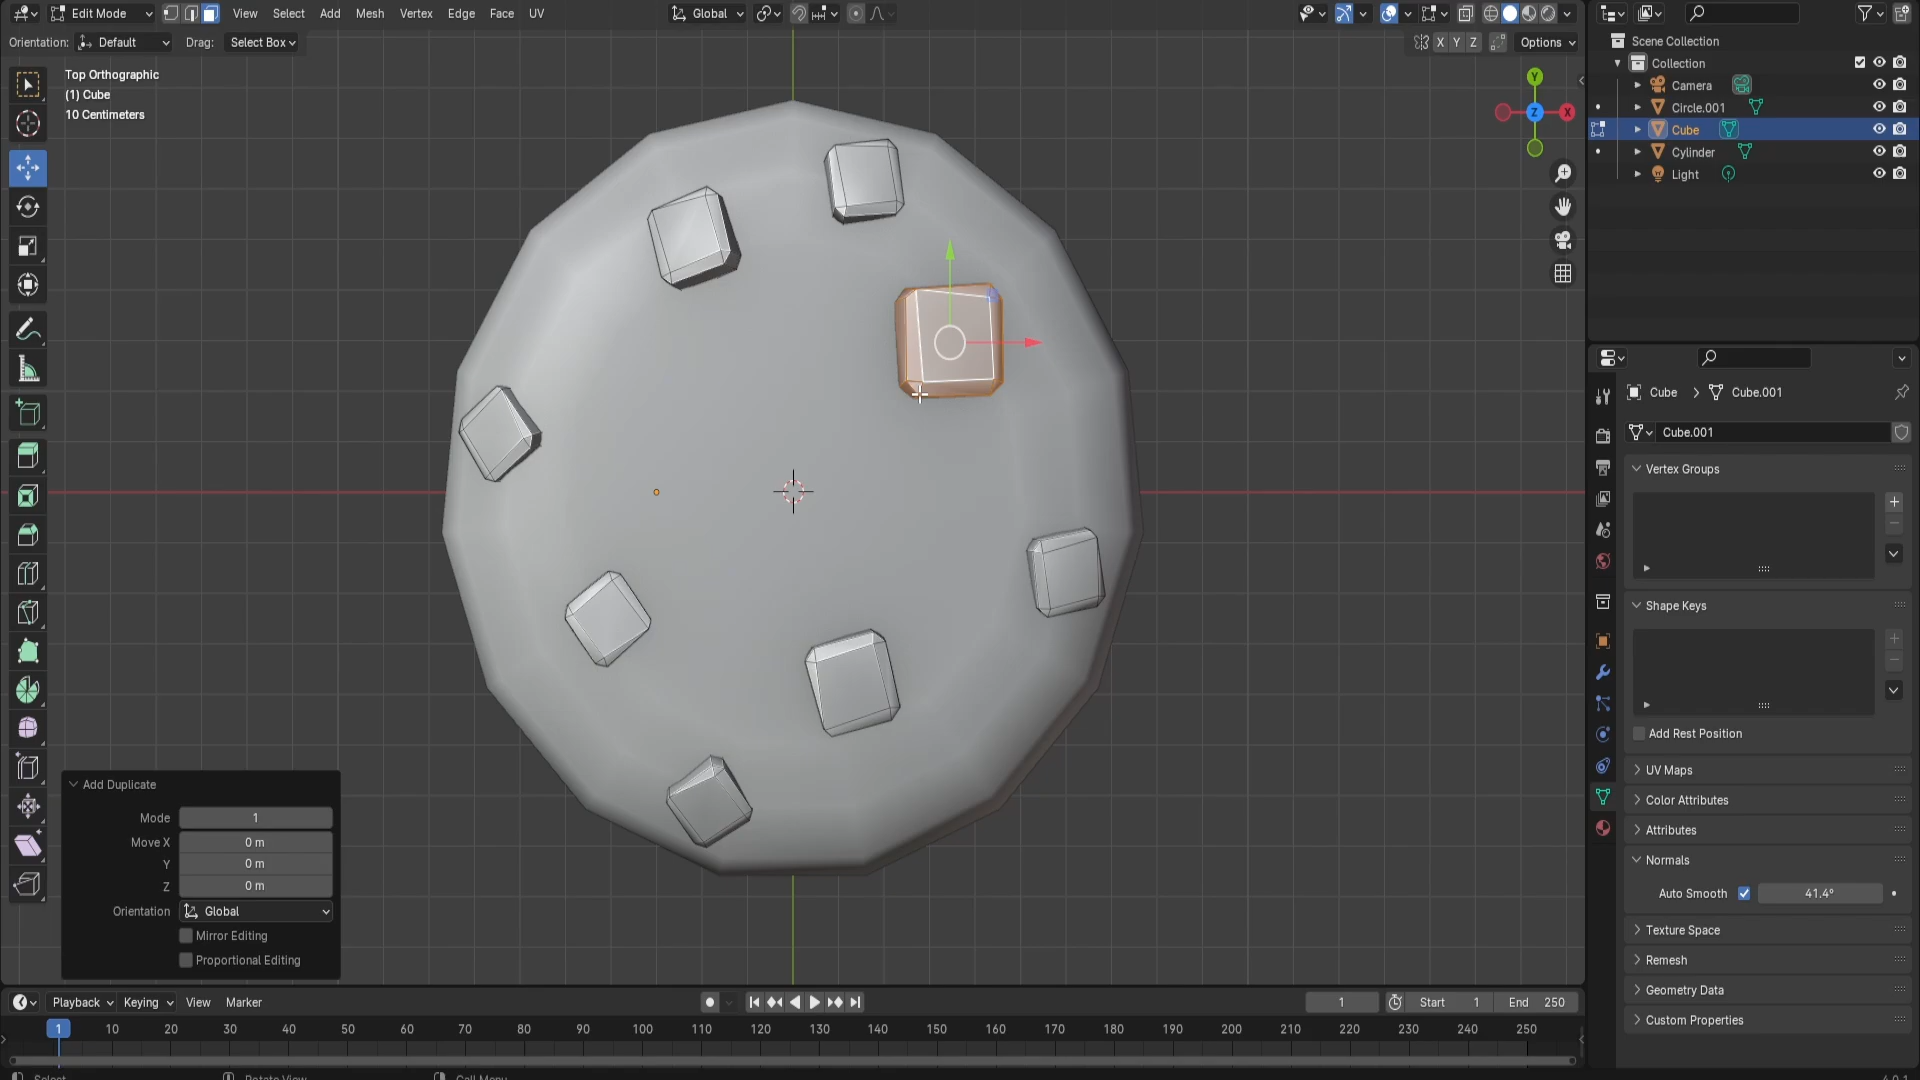 Edit Mode View Select Add Mesh Vertex Edge Face UV Global
Orientation: Default Drag: Select Box X Y Z Options
Top Orthographic
(1) Cube
10 Centimeters
Y
Z X
Scene Collection
Collection
Camera
Circle.001
Cube
Cylinder
Light
Cube > Cube.001
Cube.001
Vertex Groups
Shape Keys
Add Rest Position
UV Maps
Color Attributes
Attributes
Normals
Auto Smooth 41.4°
Texture Space
Remesh
Geometry Data
Custom Properties
Add Duplicate
Mode 1
Move X 0 m
Y 0 m
Z 0 m
Orientation Global
Mirror Editing
Proportional Editing
Playback Keying View Marker 1 Start 1 End 250
1 10 20 30 40 50 60 70 80 90 100 110 120 130 140 150 160 170 180 190 200 210 220 230 240 250
Select Rotate View Call Menu